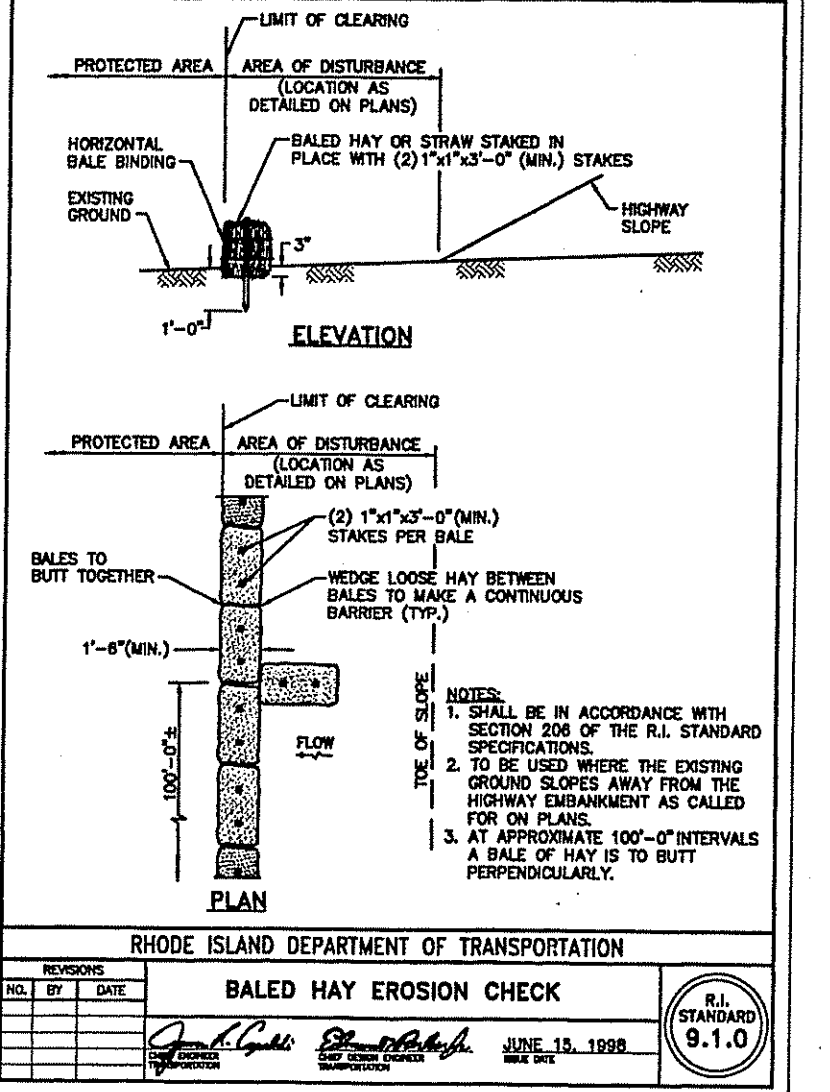 LIMIT OF CLEARING
PROTECTED AREA
AREA OF DISTURBANCE
(LOCATION AS
DETAILED ON PLANS)
HORIZONTAL
BALE BINDING
BALED HAY OR STRAW STAKED IN
PLACE WITH (2) 1"x1"x3'-0" (MIN.) STAKES
EXISTING
GROUND
HIGHWAY
SLOPE
3"
1'-0"
ELEVATION
LIMIT OF CLEARING
PROTECTED AREA
AREA OF DISTURBANCE
(LOCATION AS
DETAILED ON PLANS)
(2) 1"x1"x3'-0"(MIN.)
STAKES PER BALE
BALES TO
BUTT TOGETHER
WEDGE LOOSE HAY BETWEEN
BALES TO MAKE A CONTINUOUS
BARRIER (TYP.)
1'-6"(MIN.)
100'-0"±
FLOW
TOE OF SLOPE
NOTES:
1. SHALL BE IN ACCORDANCE WITH
SECTION 206 OF THE R.I. STANDARD
SPECIFICATIONS.
2. TO BE USED WHERE THE EXISTING
GROUND SLOPES AWAY FROM THE
HIGHWAY EMBANKMENT AS CALLED
FOR ON PLANS.
3. AT APPROXIMATE 100'-0" INTERVALS
A BALE OF HAY IS TO BUTT
PERPENDICULARLY.
PLAN
RHODE ISLAND DEPARTMENT OF TRANSPORTATION
REVISIONS
NO. BY DATE
BALED HAY EROSION CHECK
CHIEF ENGINEER
TRANSPORTATION
CHIEF DESIGN ENGINEER
TRANSPORTATION
JUNE 15, 1998
ISSUE DATE
R.I.
STANDARD
9.1.0